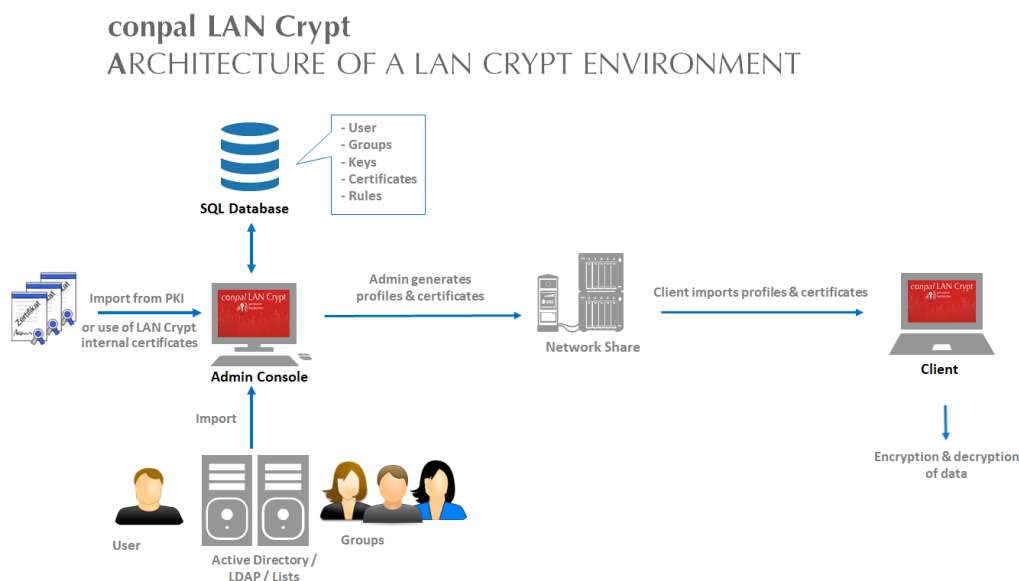 conpal LAN Crypt
ARCHITECTURE OF A LAN CRYPT ENVIRONMENT
- User
- Groups
- Keys
- Certificates
- Rules
SQL Database
Zertifikat
Import from PKI
or use of LAN Crypt
internal certificates
conpal LAN Crypt
Admin Console
Admin generates
profiles & certificates
Network Share
Client imports profiles & certificates
conpal LAN Crypt
Client
Encryption & decryption
of data
Import
User
Active Directory /
LDAP / Lists
Groups